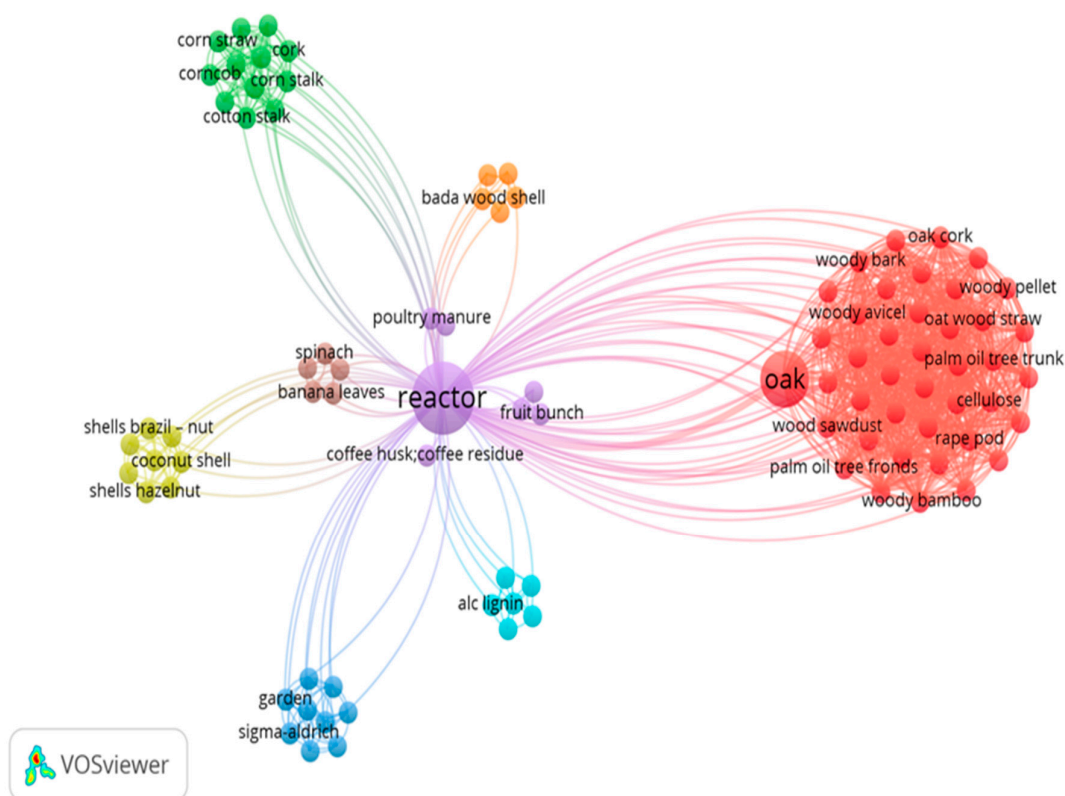 corn straw
cork
corncob
corn stalk
cotton stalk
bada wood shell
oak cork
woody bark
woody pellet
woody avicel
oat wood straw
poultry manure
spinach
palm oil tree trunk
banana leaves
reactor
oak
fruit bunch
cellulose
shells brazil – nut
wood sawdust
rape pod
coconut shell
coffee husk;coffee residue
palm oil tree fronds
shells hazelnut
woody bamboo
alc lignin
garden
sigma-aldrich
VOSviewer